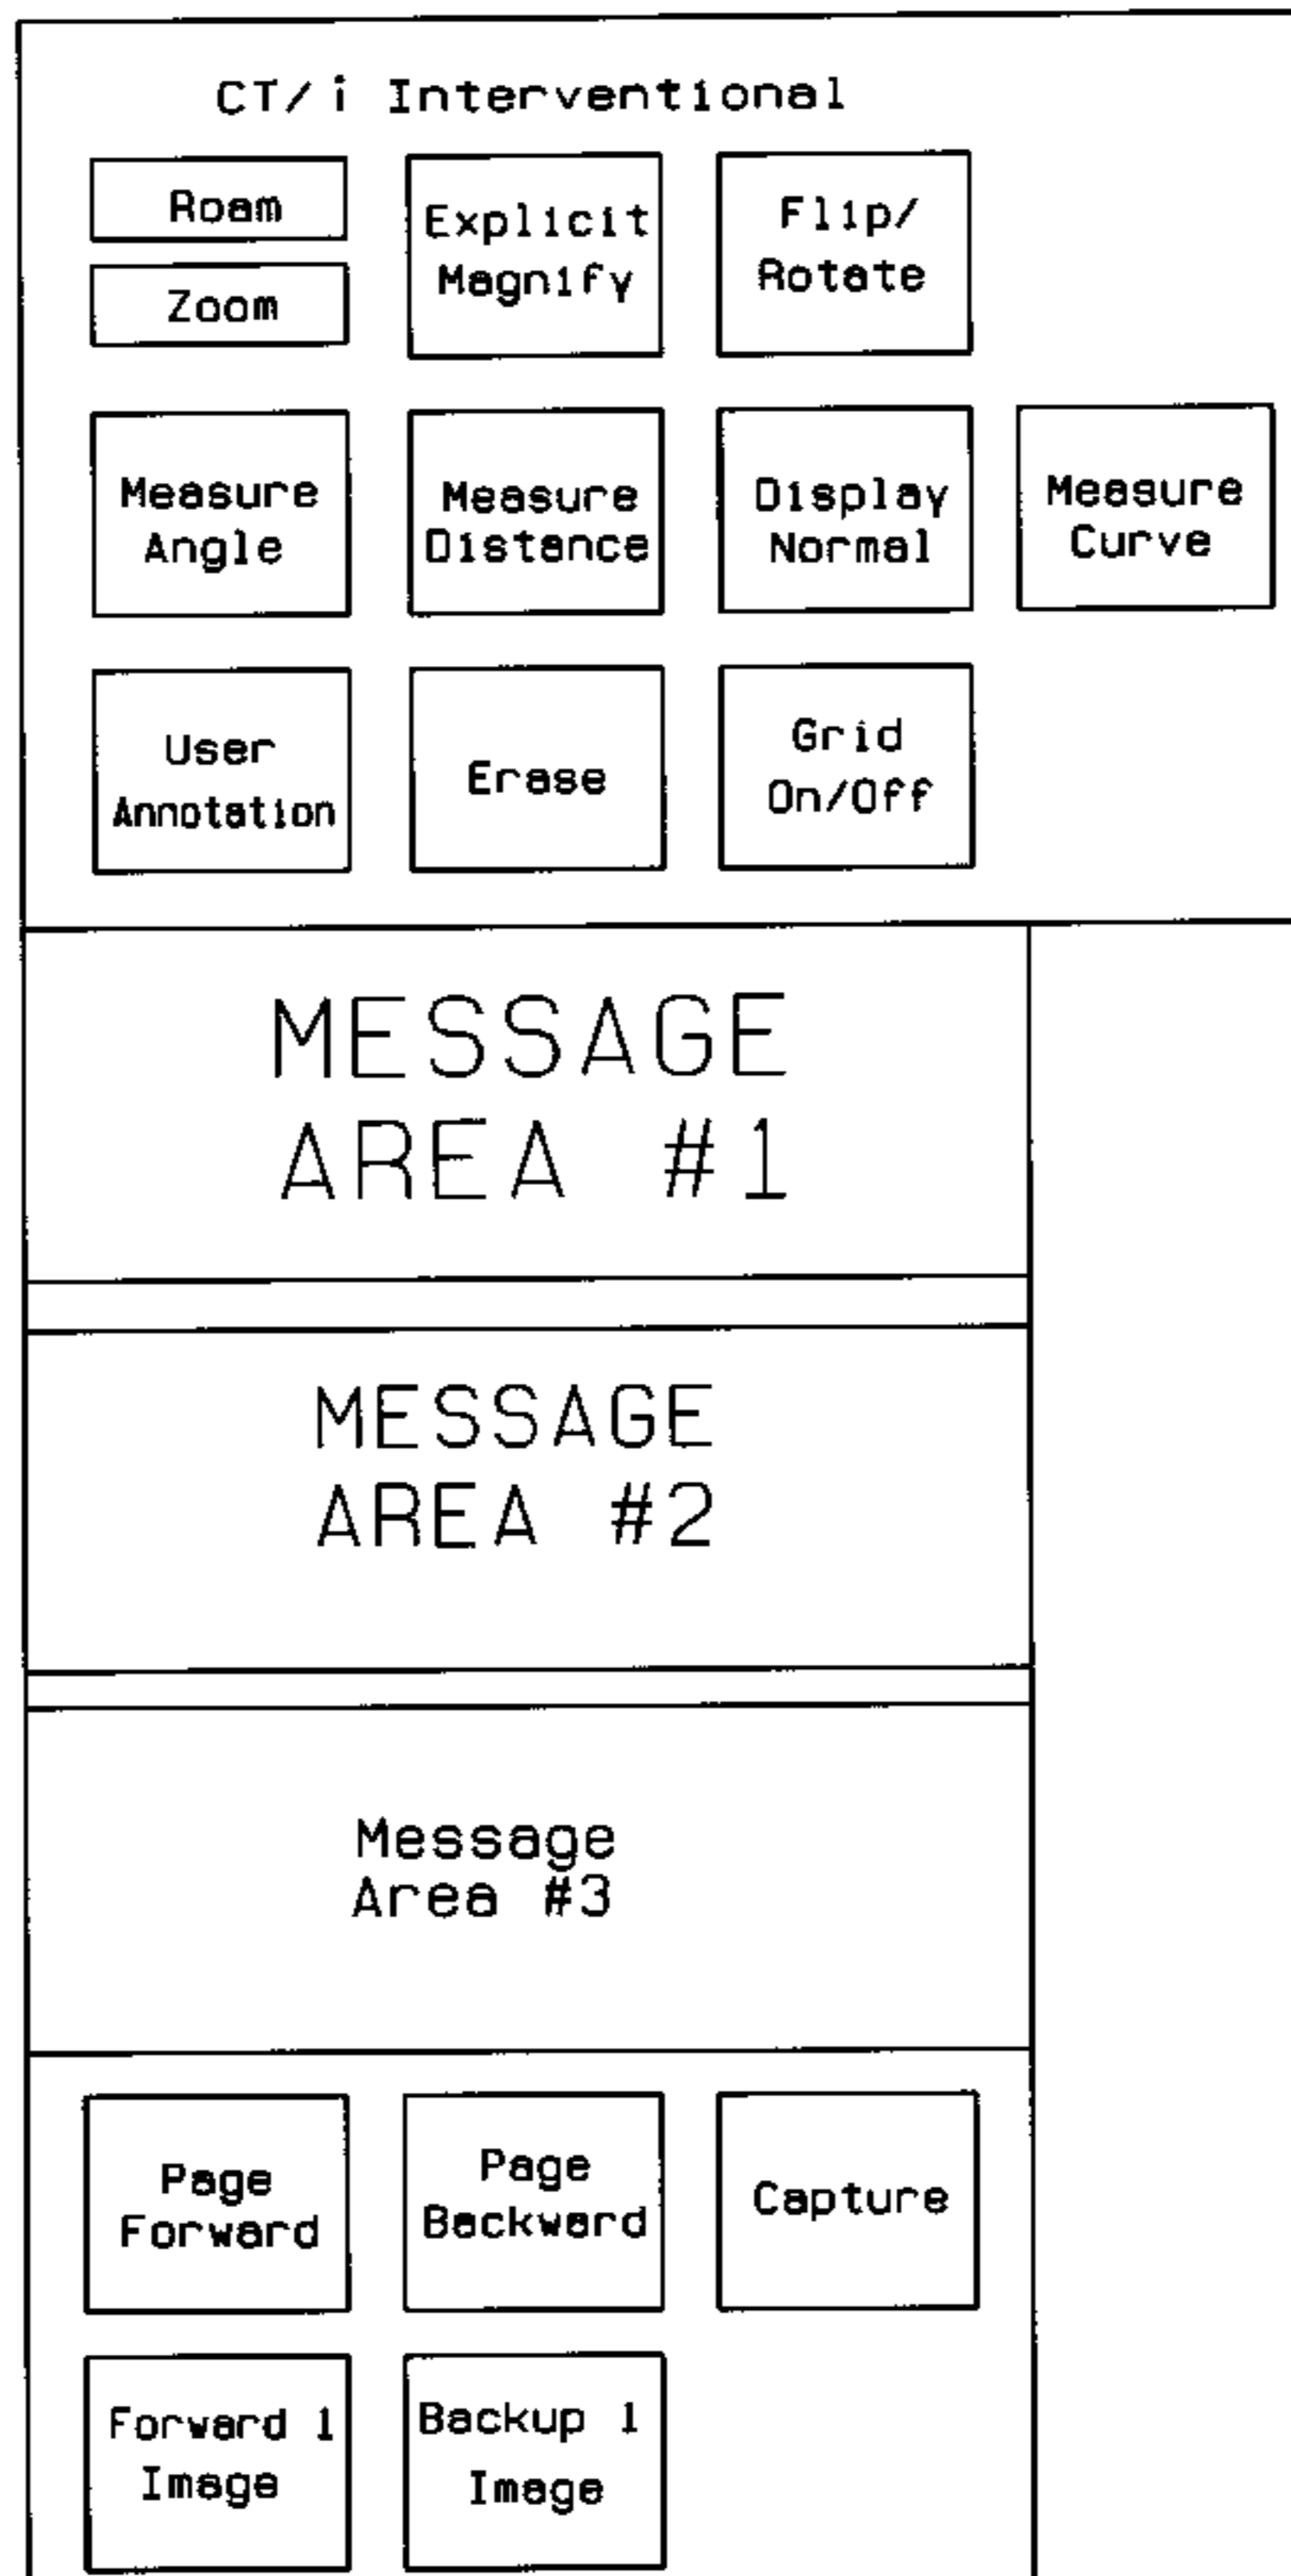 CT/i Interventional
Roam
Zoom
Explicit
Magnify
Flip/
Rotate
Measure
Angle
Measure
Distance
Display
Normal
Measure
Curve
User
Annotation
Erase
Grid
On/Off
MESSAGE
AREA #1
MESSAGE
AREA #2
Message
Area #3
Page
Forward
Page
Backward
Capture
Forward 1
Image
Backup 1
Image